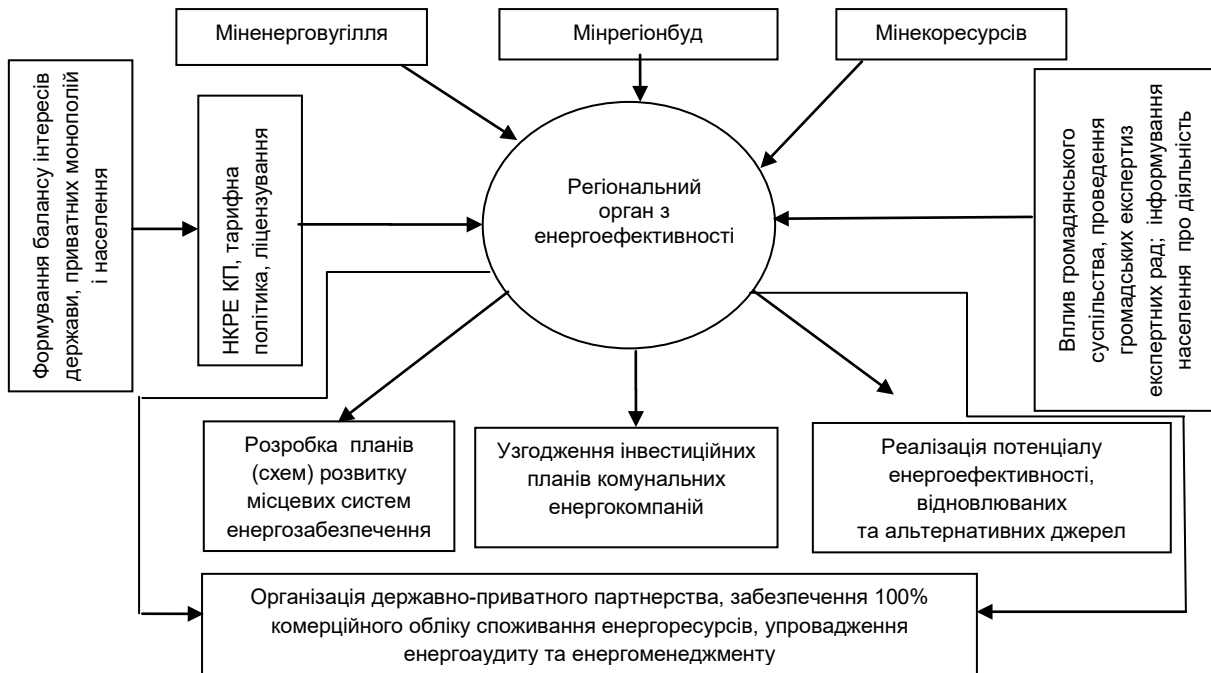 Міненерговугілля
Мінрегіонбуд
Мінекоресурсів
Формування балансу інтересів
держави, приватних монополій
і населення
НКРЕ КП, тарифна
політика, ліцензування
Регіональний
орган з
енергоефективності
Вплив громадянського
суспільства, проведення
громадських експертиз
експертних рад; інформування
населення про діяльність
Розробка планів
(схем) розвитку
місцевих систем
енергозабезпечення
Узгодження інвестиційних
планів комунальних
енергокомпаній
Реалізація потенціалу
енергоефективності,
відновлюваних
та альтернативних джерел
Організація державно-приватного партнерства, забезпечення 100%
комерційного обліку споживання енергоресурсів, упровадження
енергоаудиту та енергоменеджменту